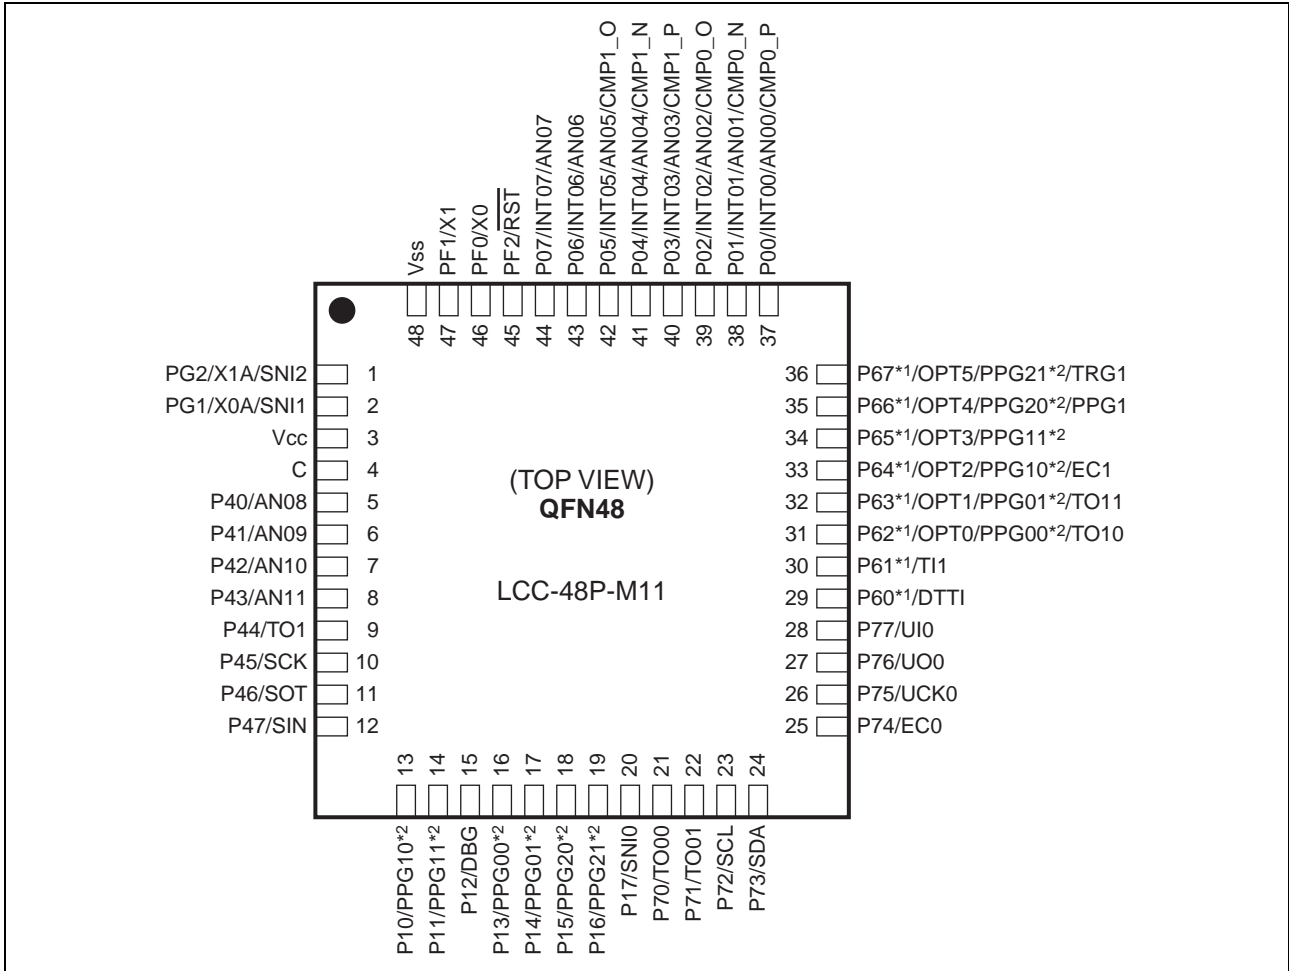 Vss
PF1/X1
PF0/X0
PF2/RST
P07/INT07/AN07
P06/INT06/AN06
P05/INT05/AN05/CMP1_O
P04/INT04/AN04/CMP1_N
P03/INT03/AN03/CMP1_P
P02/INT02/AN02/CMP0_O
P01/INT01/AN01/CMP0_N
P00/INT00/AN00/CMP0_P
48
47
46
45
44
43
42
41
40
39
38
37
PG2/X1A/SNI2 1
PG1/X0A/SNI1 2
Vcc 3
C 4
P40/AN08 5
P41/AN09 6
P42/AN10 7
P43/AN11 8
P44/TO1 9
P45/SCK 10
P46/SOT 11
P47/SIN 12
(TOP VIEW)
QFN48
LCC-48P-M11
36 P67*1/OPT5/PPG21*2/TRG1
35 P66*1/OPT4/PPG20*2/PPG1
34 P65*1/OPT3/PPG11*2
33 P64*1/OPT2/PPG10*2/EC1
32 P63*1/OPT1/PPG01*2/TO11
31 P62*1/OPT0/PPG00*2/TO10
30 P61*1/TI1
29 P60*1/DTTI
28 P77/UI0
27 P76/UO0
26 P75/UCK0
25 P74/EC0
13
14
15
16
17
18
19
20
21
22
23
24
P10/PPG10*2
P11/PPG11*2
P12/DBG
P13/PPG00*2
P14/PPG01*2
P15/PPG20*2
P16/PPG21*2
P17/SNI0
P70/TO00
P71/TO01
P72/SCL
P73/SDA